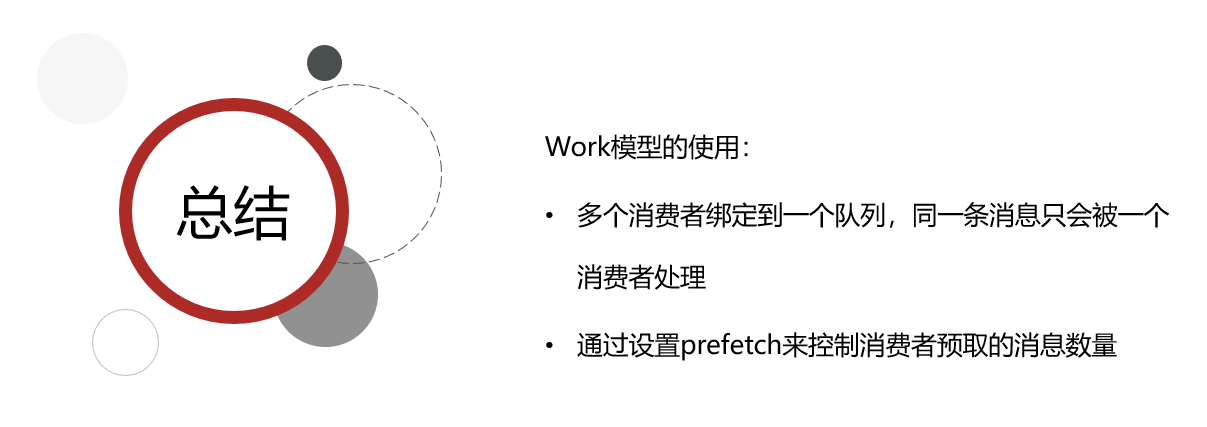 总结
Work模型的使用：
• 多个消费者绑定到一个队列，同一条消息只会被一个
消费者处理
• 通过设置prefetch来控制消费者预取的消息数量